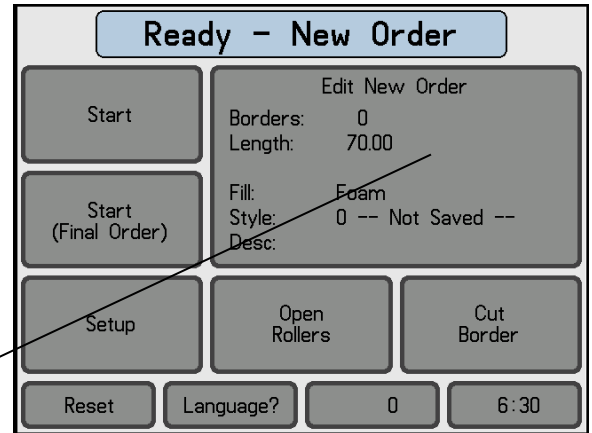 Ready - New Order
Start
Edit New Order
Borders: 0
Length: 70.00
Fill: Foam
Style: 0 -- Not Saved --
Desc:
Start
(Final Order)
Setup
Open
Rollers
Cut
Border
Reset
Language?
0
6:30